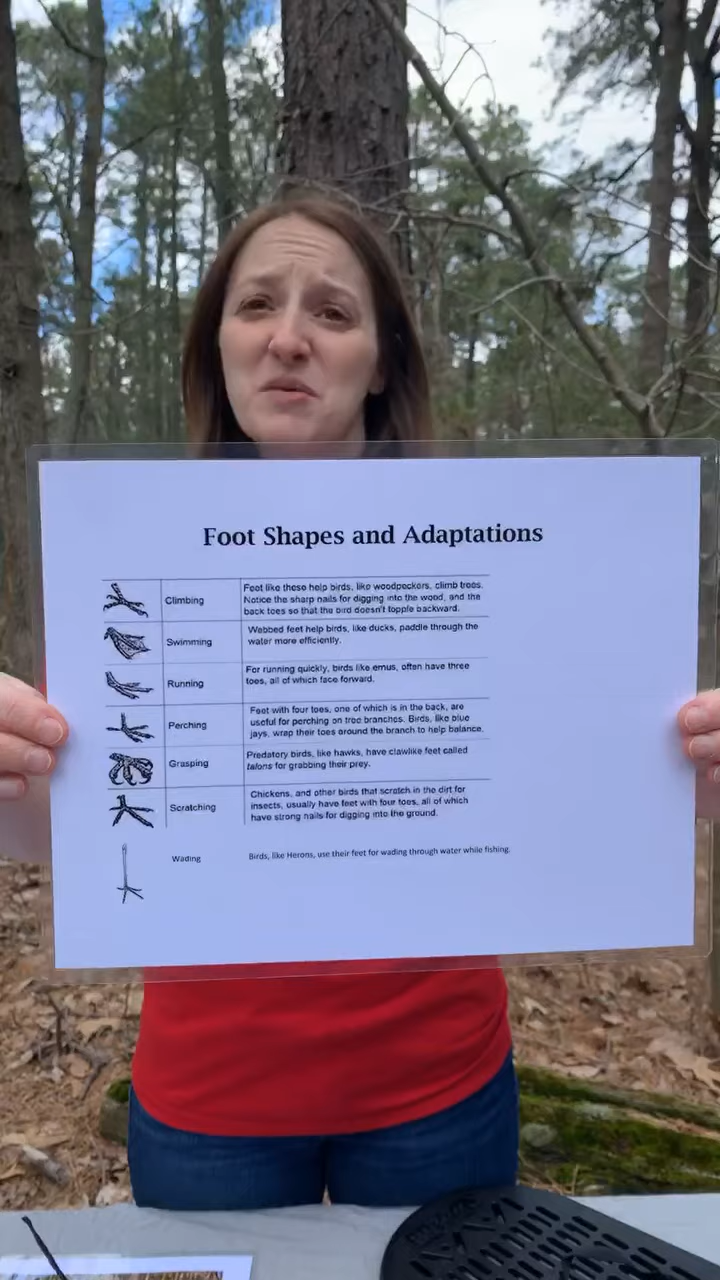 Foot Shapes and Adaptations
Climbing
Feet like these help birds, like woodpeckers, climb trees.
Notice the sharp nails for digging into the wood, and the
back toes so that the bird doesn't topple backward.
Swimming
Webbed feet help birds, like ducks, paddle through the
water more efficiently.
Running
For running quickly, birds like emus, often have three
toes, all of which face forward.
Perching
Feet with four toes, one of which is in the back, are
useful for perching on tree branches. Birds, like blue
jays, wrap their toes around the branch to help balance.
Grasping
Predatory birds, like hawks, have clawlike feet called
talons for grabbing their prey.
Scratching
Chickens, and other birds that scratch in the dirt for
insects, usually have feet with four toes, all of which
have strong nails for digging into the ground.
Wading
Birds, like Herons, use their feet for wading through water while fishing.